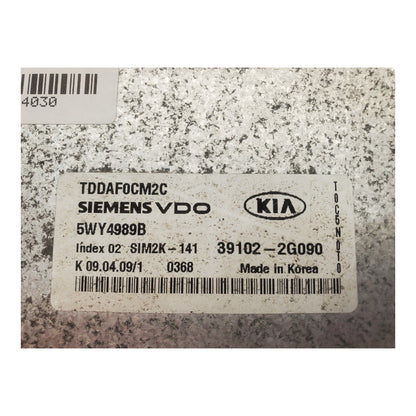 4030
TDDAF0CM2C
SIEMENS VDO
KIA
5WY4989B
Index 02 SIM2K-141
39102-2G090
K 09.04.09/1 0368
Made in Korea